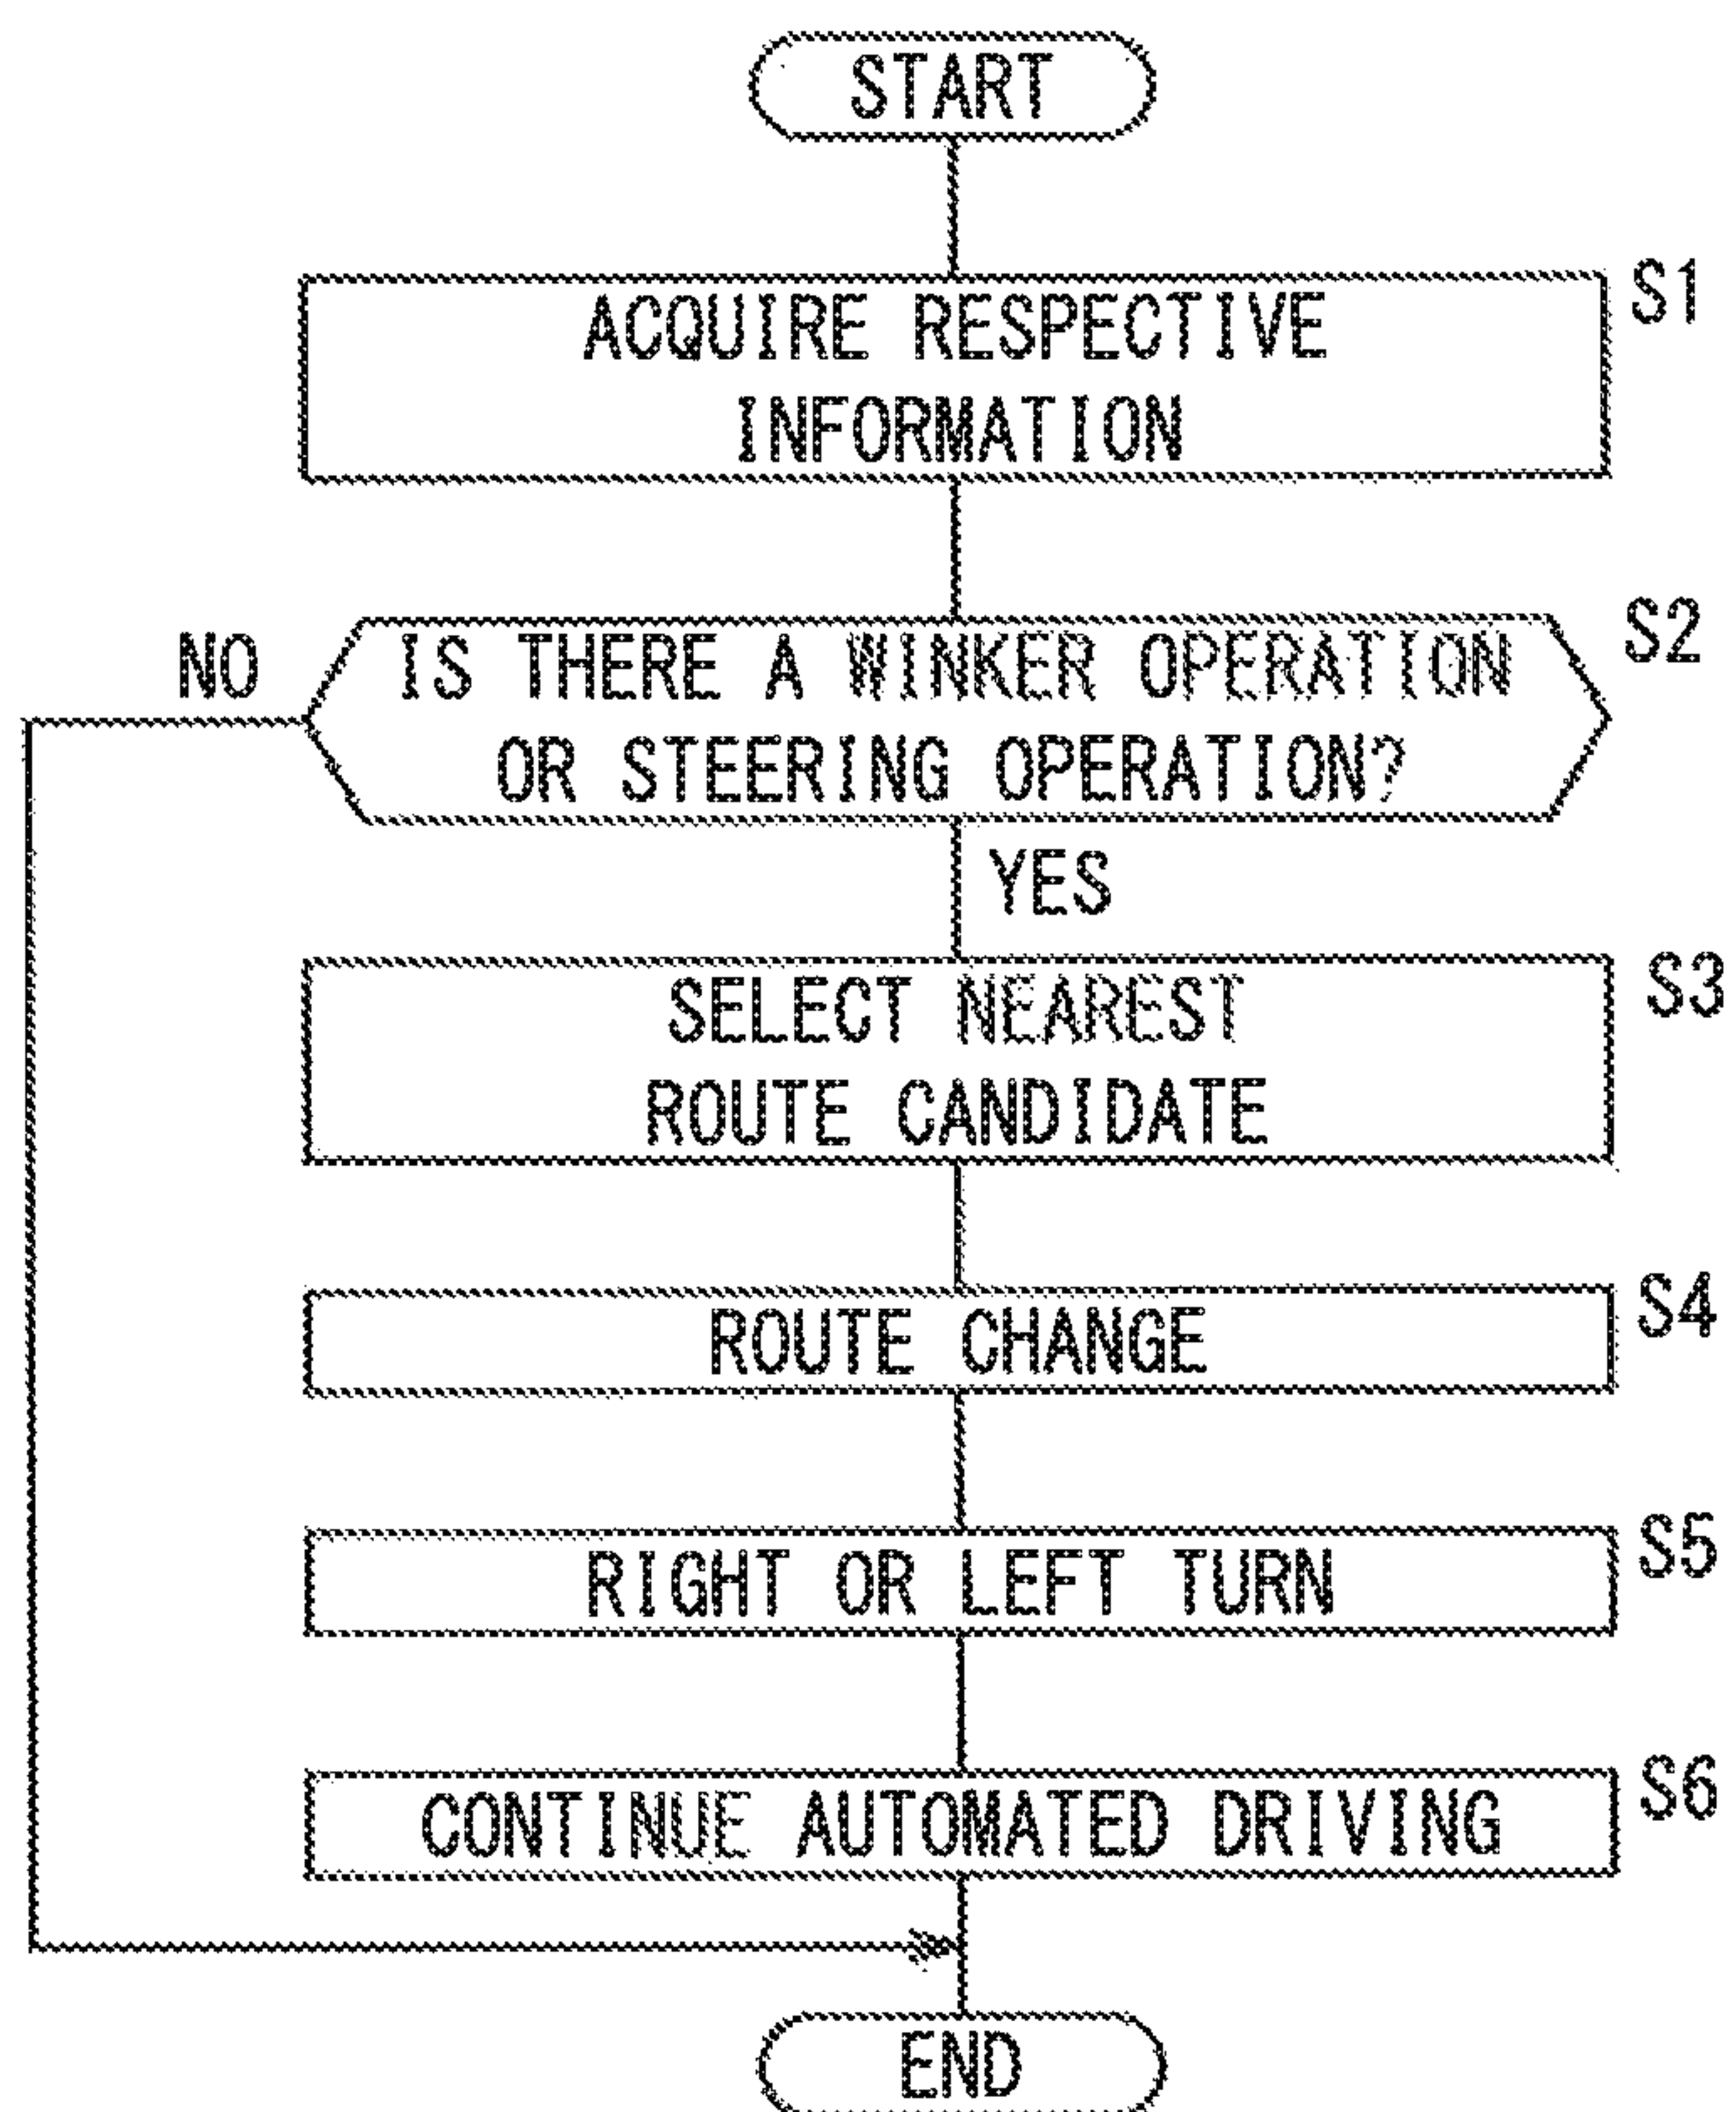 START
ACQUIRE RESPECTIVE
INFORMATION
S1
NO
IS THERE A WINKER OPERATION
OR STEERING OPERATION?
S2
YES
SELECT NEAREST
ROUTE CANDIDATE
S3
ROUTE CHANGE
S4
RIGHT OR LEFT TURN
S5
CONTINUE AUTOMATED DRIVING
S6
END